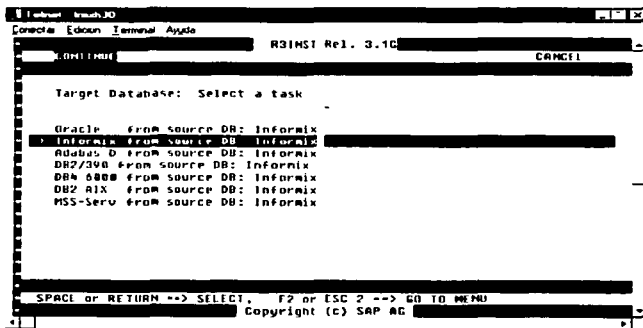 Telnet - touch30
Conectar Edicion Terminal Ayuda
R3INST Rel. 3.1G
CONTINUE CANCEL
Target Database: Select a task
Oracle from source DB: Informix
> Informix from source DB Informix
Adabas D from source DB: Informix
DB2/390 from source DB: Informix
DB4 6000 from source DB: Informix
DB2 AIX from source DB: Informix
MSS-Serv from source DB: Informix
SPACE or RETURN --> SELECT, F2 or ESC 2 --> GO TO MENU
Copyright (c) SAP AG